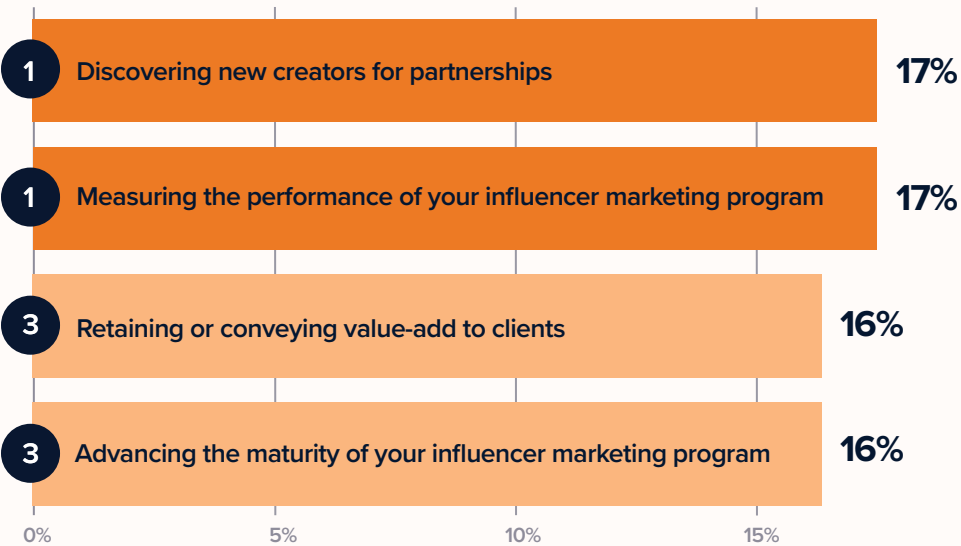 1 Discovering new creators for partnerships 17%
1 Measuring the performance of your influencer marketing program 17%
3 Retaining or conveying value-add to clients 16%
3 Advancing the maturity of your influencer marketing program 16%
0% 5% 10% 15%